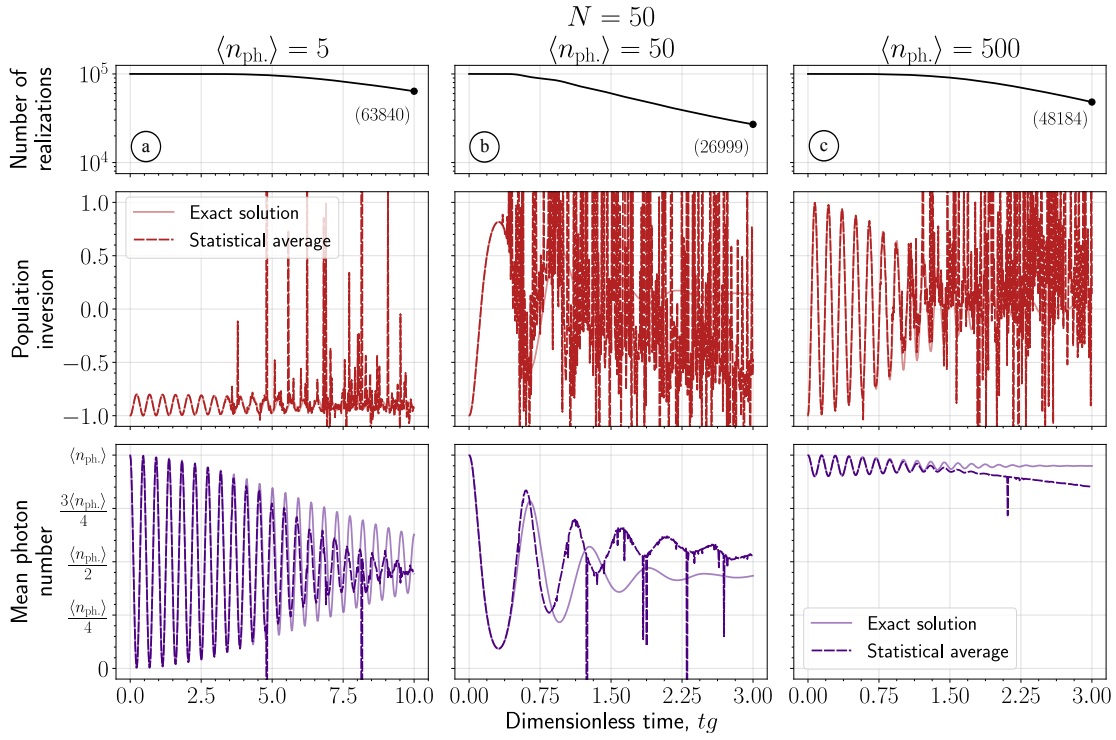 N = 50
⟨n_ph.⟩ = 5
⟨n_ph.⟩ = 50
⟨n_ph.⟩ = 500
Number of
realizations
10^5
10^4
(63840)
a
(26999)
b
(48184)
c
Population
inversion
1.0
0.5
0.0
−0.5
−1.0
Exact solution
Statistical average
Mean photon
number
⟨n_ph.⟩
3⟨n_ph.⟩/4
⟨n_ph.⟩/2
⟨n_ph.⟩/4
0
Exact solution
Statistical average
0.0 2.5 5.0 7.5 10.0
0.00 0.75 1.50 2.25 3.00
0.00 0.75 1.50 2.25 3.00
Dimensionless time, tg